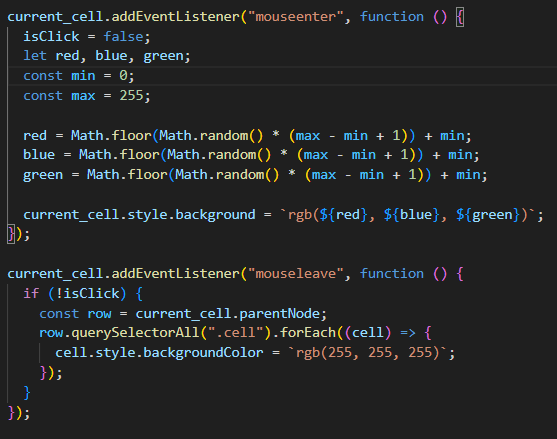 current_cell.addEventListener("mouseenter", function () {
  isClick = false;
  let red, blue, green;
  const min = 0;
  const max = 255;

  red = Math.floor(Math.random() * (max - min + 1)) + min;
  blue = Math.floor(Math.random() * (max - min + 1)) + min;
  green = Math.floor(Math.random() * (max - min + 1)) + min;

  current_cell.style.background = `rgb(${red}, ${blue}, ${green})`;
});

current_cell.addEventListener("mouseleave", function () {
  if (!isClick) {
    const row = current_cell.parentNode;
    row.querySelectorAll(".cell").forEach((cell) => {
      cell.style.backgroundColor = `rgb(255, 255, 255)`;
    });
  }
});